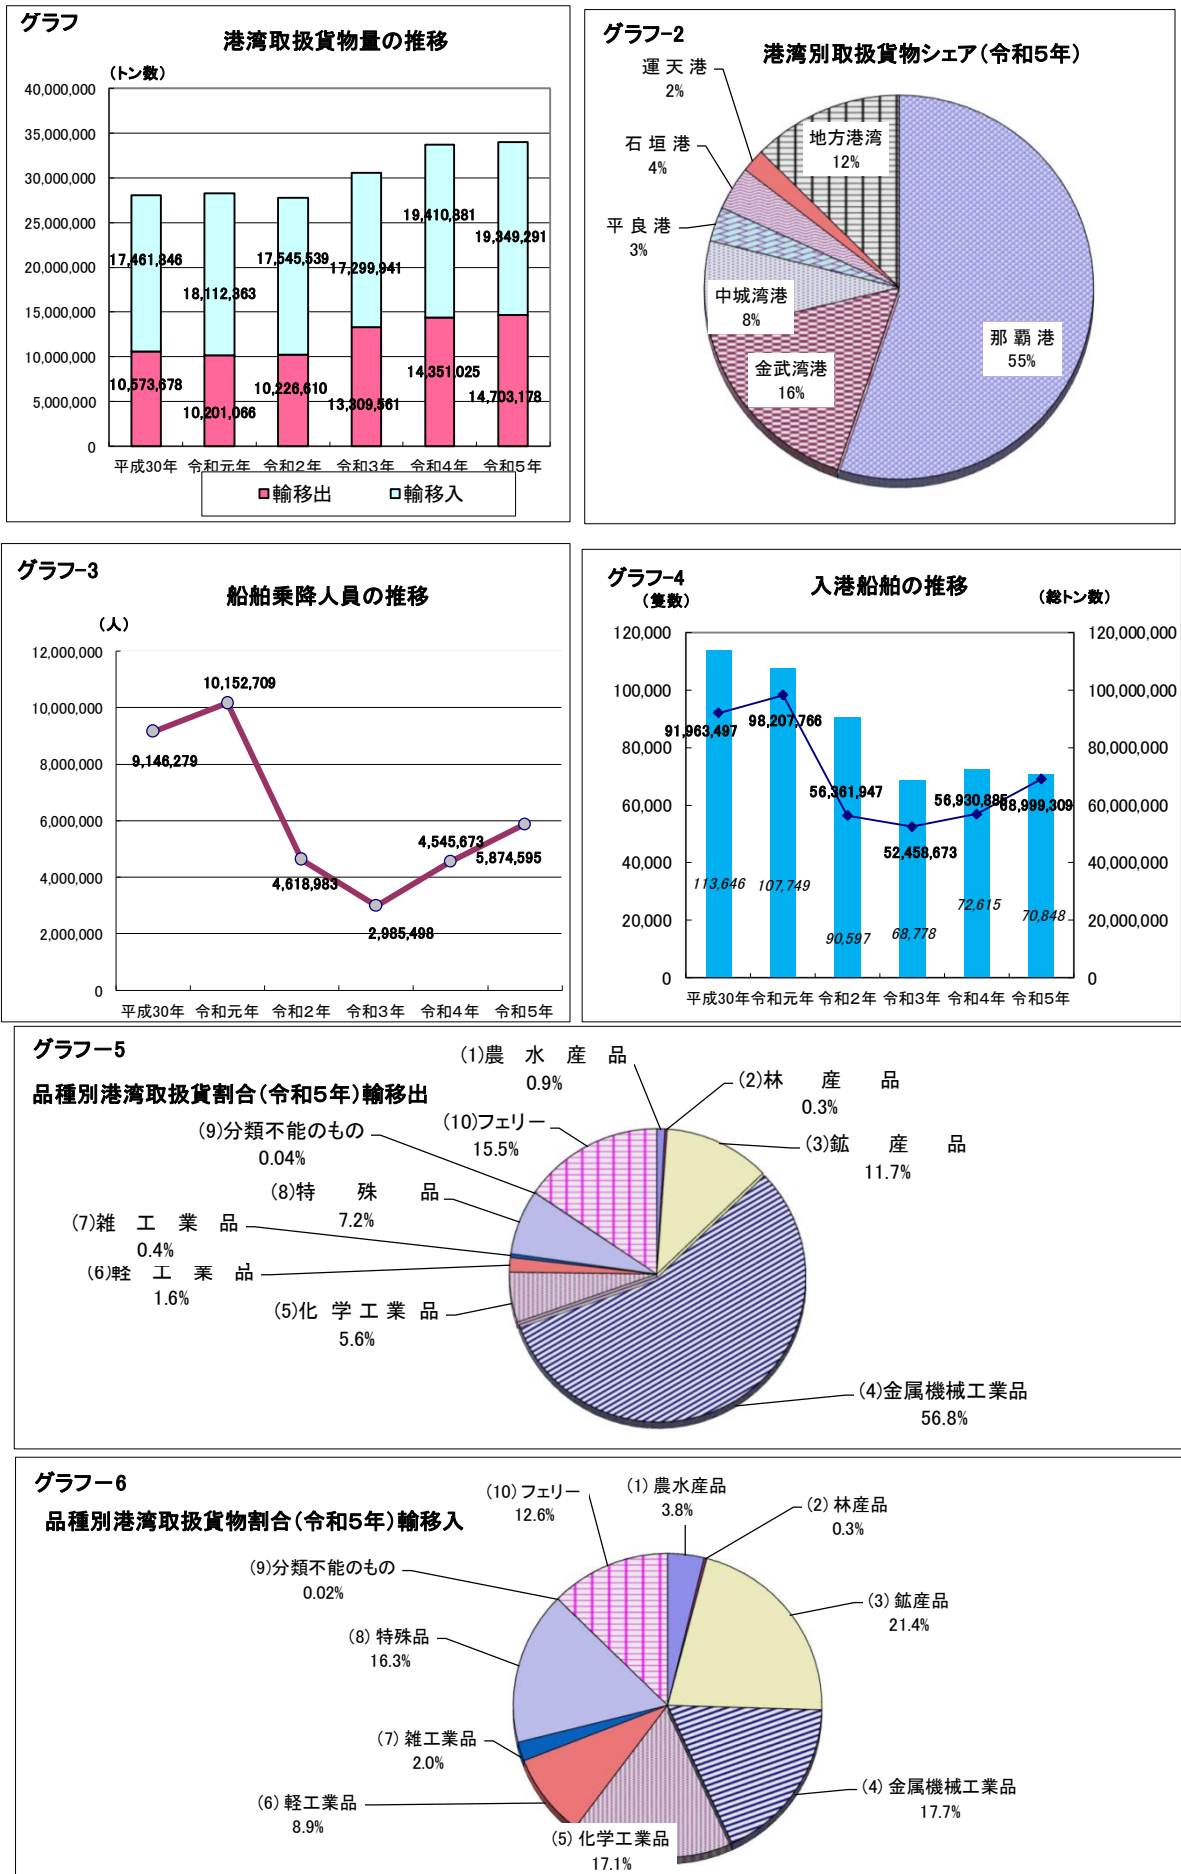 グラフ
港湾取扱貨物量の推移
(トン数)
40,000,000
35,000,000
30,000,000
25,000,000
20,000,000
15,000,000
10,000,000
5,000,000
0
17,461,846
18,112,363
17,545,539
17,299,941
19,410,881
19,349,291
10,573,678
10,201,066
10,226,610
13,309,561
14,351,025
14,703,178
平成30年 令和元年 令和2年 令和3年 令和4年 令和5年
輸移出 輸移入
グラフ-2
港湾別取扱貨物シェア(令和5年)
運天港
2%
石垣港
4%
平良港
3%
中城湾港
8%
金武湾港
16%
地方港湾
12%
那覇港
55%
グラフ-3
船舶乗降人員の推移
(人)
12,000,000
10,000,000
8,000,000
6,000,000
4,000,000
2,000,000
0
9,146,279
10,152,709
4,618,983
2,985,498
4,545,673
5,874,595
平成30年 令和元年 令和2年 令和3年 令和4年 令和5年
グラフ-4
入港船舶の推移
(隻数)
(総トン数)
120,000
100,000
80,000
60,000
40,000
20,000
0
120,000,000
100,000,000
80,000,000
60,000,000
40,000,000
20,000,000
0
91,963,497
98,207,766
56,361,947
52,458,673
56,930,885
68,999,309
113,646
107,749
90,597
68,778
72,615
70,848
平成30年 令和元年 令和2年 令和3年 令和4年 令和5年
グラフー5
品種別港湾取扱貨割合(令和5年)輸移出
(1)農水産品
0.9%
(2)林産品
0.3%
(3)鉱産品
11.7%
(4)金属機械工業品
56.8%
(5)化学工業品
5.6%
(6)軽工業品
1.6%
(7)雑工業品
0.4%
(8)特殊品
7.2%
(9)分類不能のもの
0.04%
(10)フェリー
15.5%
グラフー6
品種別港湾取扱貨物割合(令和5年)輸移入
(1) 農水産品
3.8%
(2) 林産品
0.3%
(3) 鉱産品
21.4%
(4) 金属機械工業品
17.7%
(5) 化学工業品
17.1%
(6) 軽工業品
8.9%
(7) 雑工業品
2.0%
(8) 特殊品
16.3%
(9)分類不能のもの
0.02%
(10) フェリー
12.6%